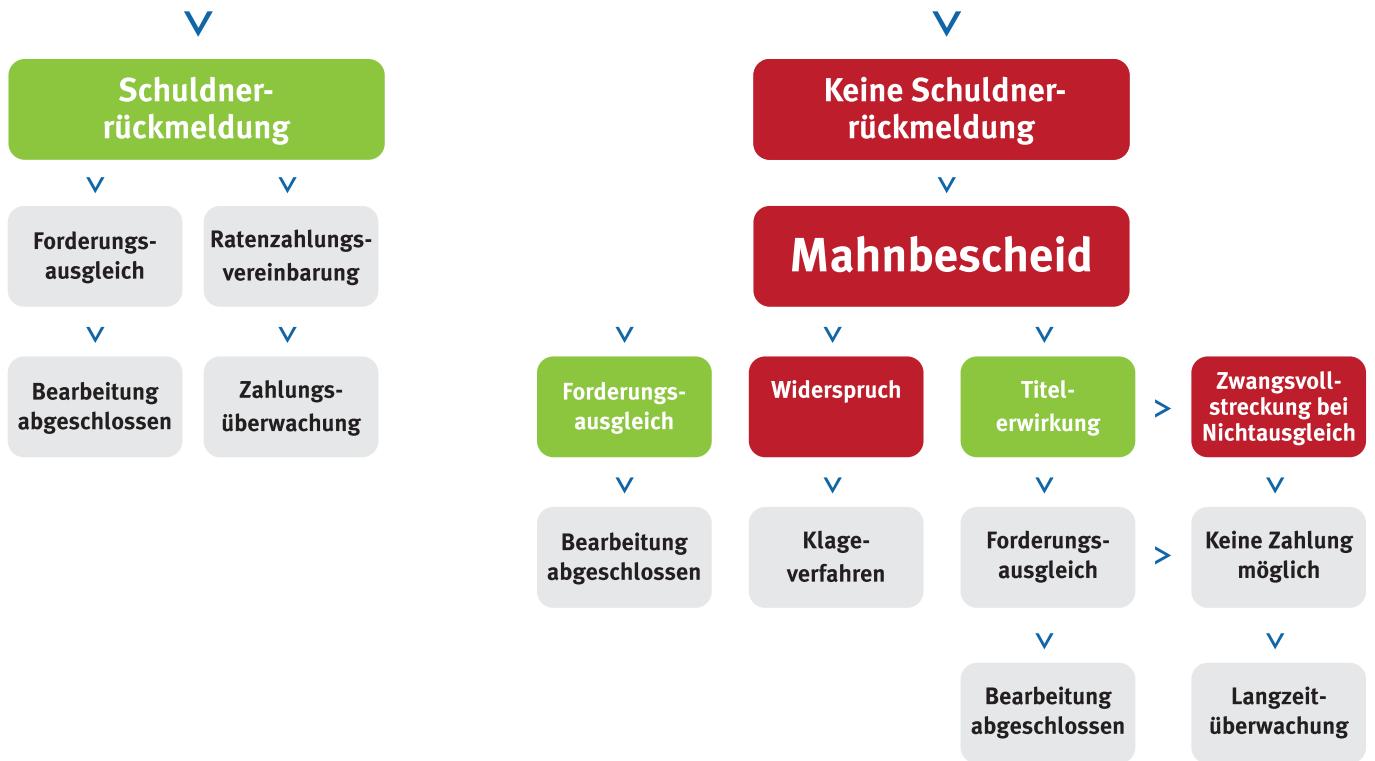 Schuldner-
rückmeldung
Keine Schuldner-
rückmeldung
Forderungs-
ausgleich
Ratenzahlungs-
vereinbarung
Mahnbescheid
Bearbeitung
abgeschlossen
Zahlungs-
überwachung
Forderungs-
ausgleich
Widerspruch
Titel-
erwirkung
Zwangsvoll-
streckung bei
Nichtausgleich
Bearbeitung
abgeschlossen
Klage-
verfahren
Forderungs-
ausgleich
Keine Zahlung
möglich
Bearbeitung
abgeschlossen
Langzeit-
überwachung